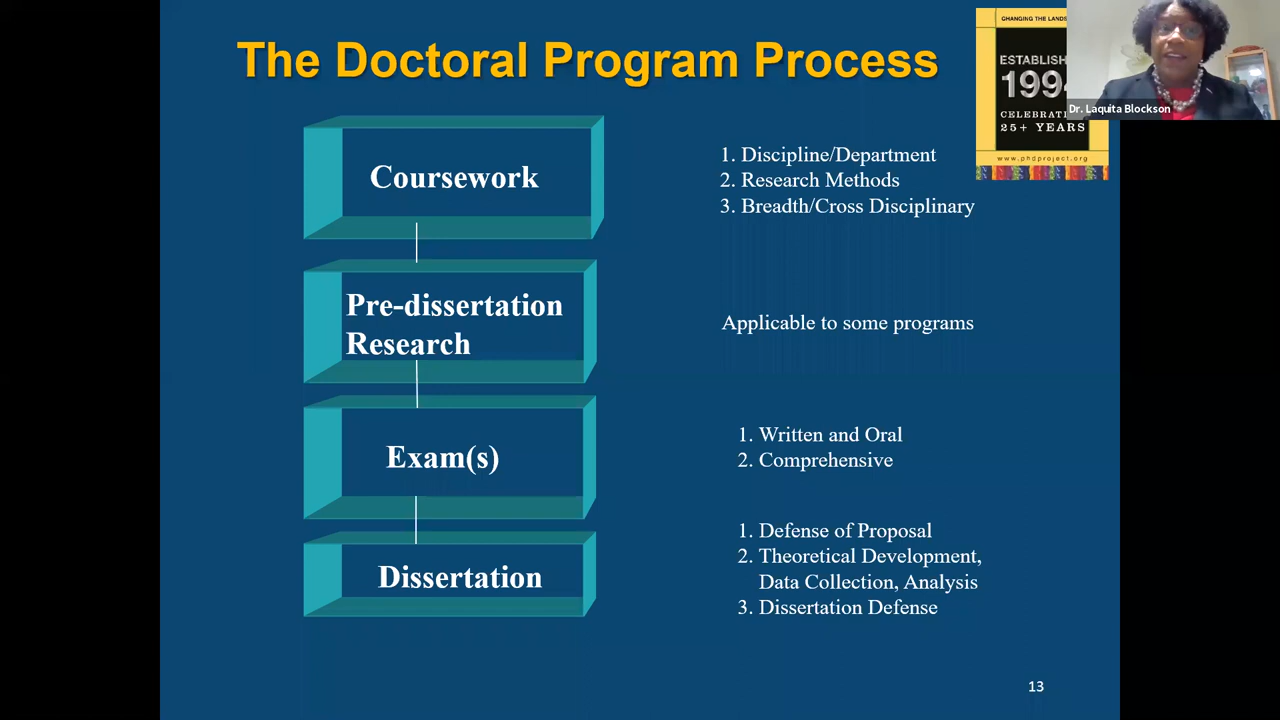 The Doctoral Program Process
CHANGING THE LANDS
ESTABLISH
199
CELEBRAT
25+ YEARS
www.phdproject.org
Dr. Laquita Blockson
Coursework
1. Discipline/Department
2. Research Methods
3. Breadth/Cross Disciplinary
Pre-dissertation
Research
Applicable to some programs
Exam(s)
1. Written and Oral
2. Comprehensive
Dissertation
1. Defense of Proposal
2. Theoretical Development,
Data Collection, Analysis
3. Dissertation Defense
13